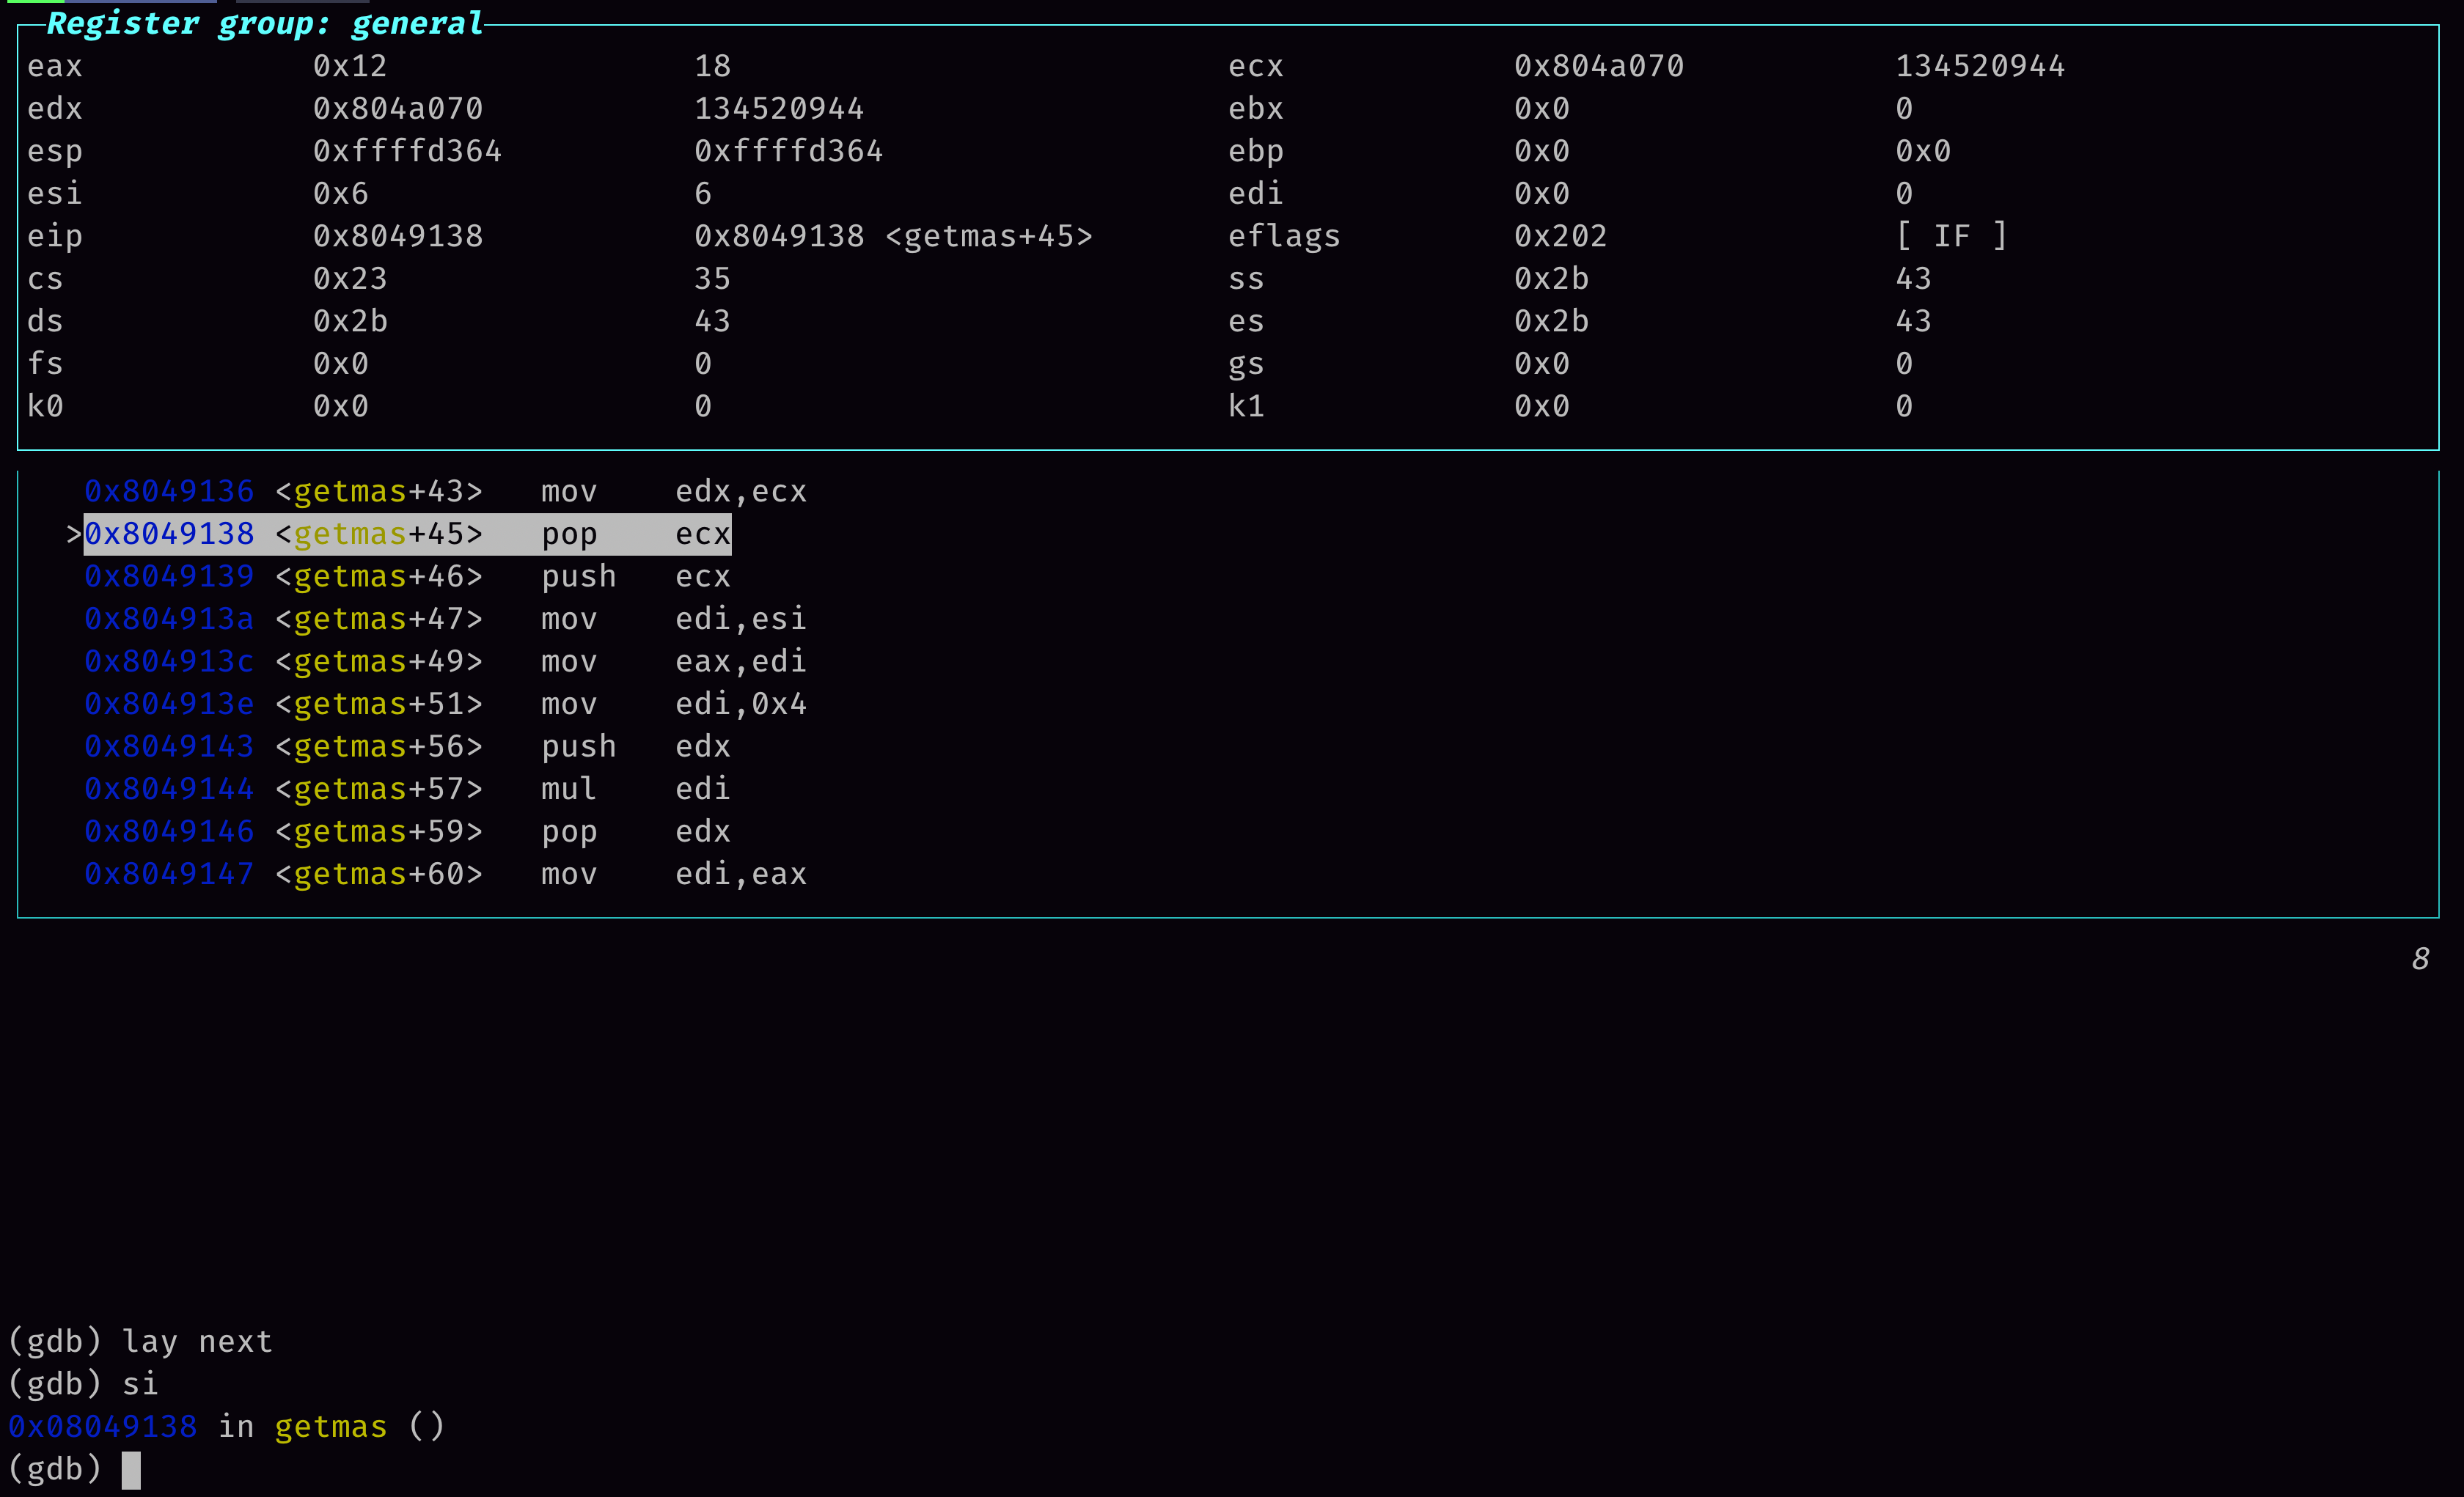 Register group: general
eax 0x12 18 ecx 0x804a070 134520944
edx 0x804a070 134520944 ebx 0x0 0
esp 0xffffd364 0xffffd364 ebp 0x0 0x0
esi 0x6 6 edi 0x0 0
eip 0x8049138 0x8049138 <getmas+45> eflags 0x202 [ IF ]
cs 0x23 35 ss 0x2b 43
ds 0x2b 43 es 0x2b 43
fs 0x0 0 gs 0x0 0
k0 0x0 0 k1 0x0 0
0x8049136 <getmas+43> mov edx,ecx
>0x8049138 <getmas+45> pop ecx
0x8049139 <getmas+46> push ecx
0x804913a <getmas+47> mov edi,esi
0x804913c <getmas+49> mov eax,edi
0x804913e <getmas+51> mov edi,0x4
0x8049143 <getmas+56> push edx
0x8049144 <getmas+57> mul edi
0x8049146 <getmas+59> pop edx
0x8049147 <getmas+60> mov edi,eax
8
(gdb) lay next
(gdb) si
0x08049138 in getmas ()
(gdb)